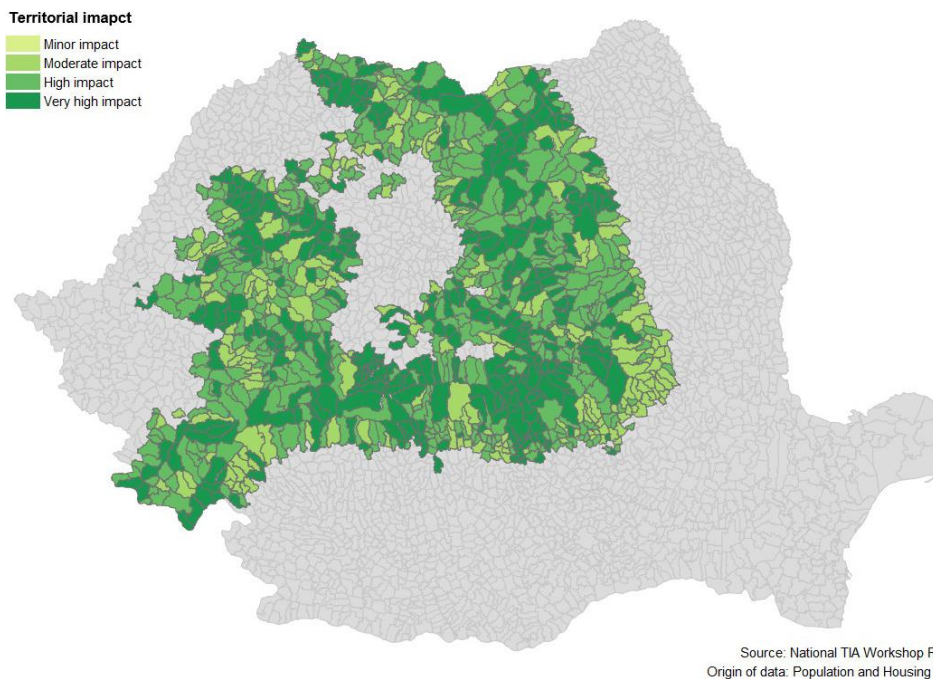 Territorial imapct
Minor impact
Moderate impact
High impact
Very high impact
Source: National TIA Workshop
Origin of data: Population and Housing